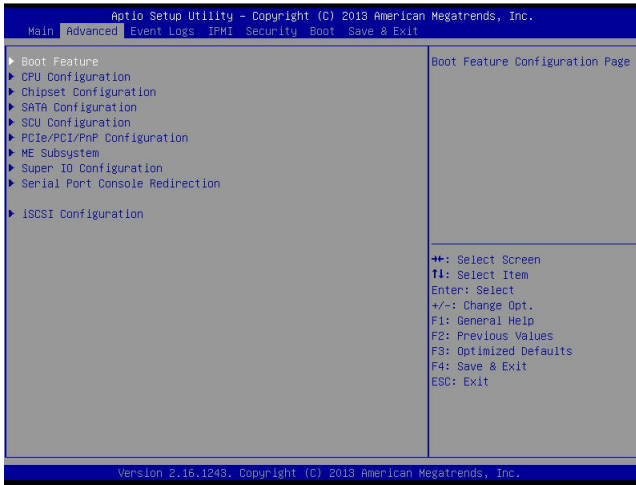 Aptio Setup Utility – Copyright (C) 2013 American Megatrends, Inc.
Main Advanced Event Logs IPMI Security Boot Save & Exit
▶ Boot Feature
▶ CPU Configuration
▶ Chipset Configuration
▶ SATA Configuration
▶ SCU Configuration
▶ PCIe/PCI/PnP Configuration
▶ ME Subsystem
▶ Super IO Configuration
▶ Serial Port Console Redirection
▶ iSCSI Configuration
Boot Feature Configuration Page
→←: Select Screen
↑↓: Select Item
Enter: Select
+/-: Change Opt.
F1: General Help
F2: Previous Values
F3: Optimized Defaults
F4: Save & Exit
ESC: Exit
Version 2.16.1243. Copyright (C) 2013 American Megatrends, Inc.